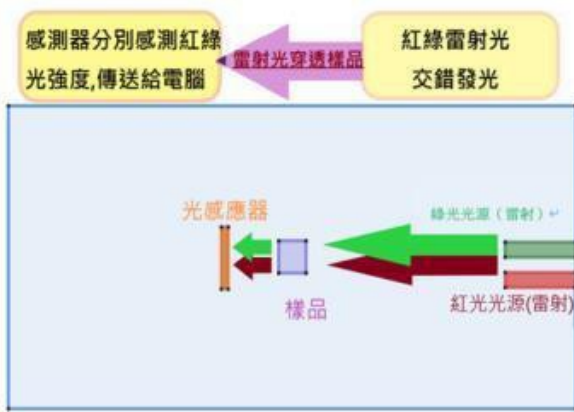 感測器分別感測紅綠
光強度,傳送給電腦
雷射光穿透樣品
紅綠雷射光
交錯發光
光感應器
綠光光源（雷射）
樣品
紅光光源(雷射)